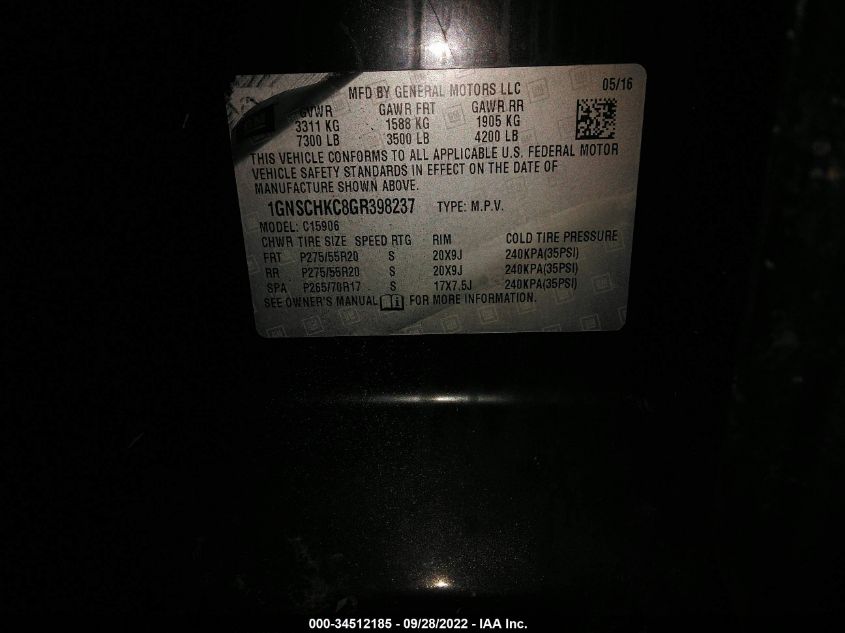 MFD BY GENERAL MOTORS LLC 05/16
GVWR GAWR FRT GAWR RR
3311 KG 1588 KG 1905 KG
7300 LB 3500 LB 4200 LB
THIS VEHICLE CONFORMS TO ALL APPLICABLE U.S. FEDERAL MOTOR
VEHICLE SAFETY STANDARDS IN EFFECT ON THE DATE OF
MANUFACTURE SHOWN ABOVE.
1GNSCHKC8GR398237 TYPE: M.P.V.
MODEL: C15906
CHWR TIRE SIZE SPEED RTG RIM COLD TIRE PRESSURE
FRT P275/55R20 S 20X9J 240KPA(35PSI)
RR P275/55R20 S 20X9J 240KPA(35PSI)
SPA P265/70R17 S 17X7.5J 240KPA(35PSI)
SEE OWNER'S MANUAL FOR MORE INFORMATION.
000-34512185 - 09/28/2022 - IAA Inc.